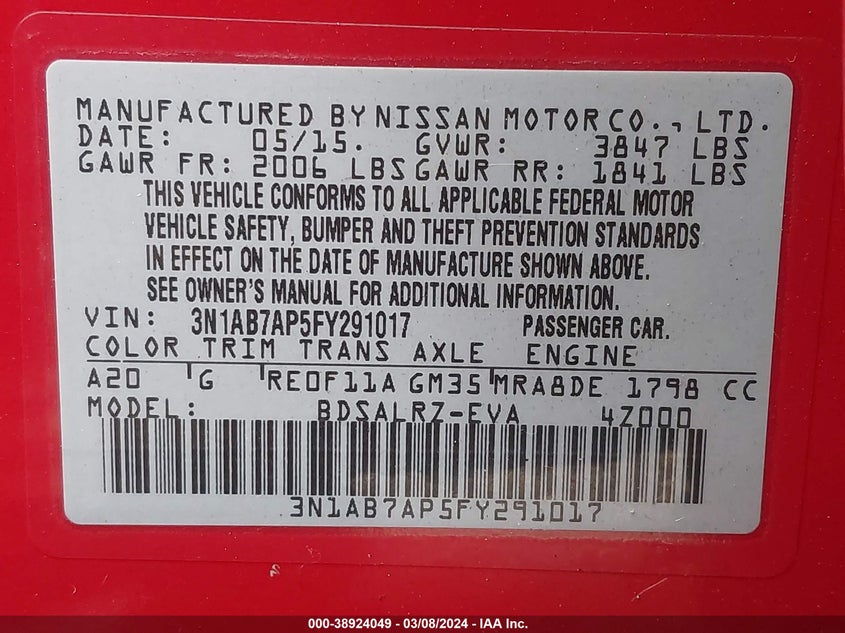 MANUFACTURED BY NISSAN MOTOR CO., LTD.
DATE: 05/15. GVWR: 3847 LBS
GAWR FR: 2006 LBS GAWR RR: 1841 LBS
THIS VEHICLE CONFORMS TO ALL APPLICABLE FEDERAL MOTOR
VEHICLE SAFETY, BUMPER AND THEFT PREVENTION STANDARDS
IN EFFECT ON THE DATE OF MANUFACTURE SHOWN ABOVE.
SEE OWNER'S MANUAL FOR ADDITIONAL INFORMATION.
VIN: 3N1AB7AP5FY291017 PASSENGER CAR.
COLOR TRIM TRANS AXLE ENGINE
A20 G RE0F11A GM35 MRA8DE 1798 CC
MODEL: BDSALRZ-EVA 4Z000
3N1AB7AP5FY291017
000-38924049 — 03/08/2024 — IAA Inc.